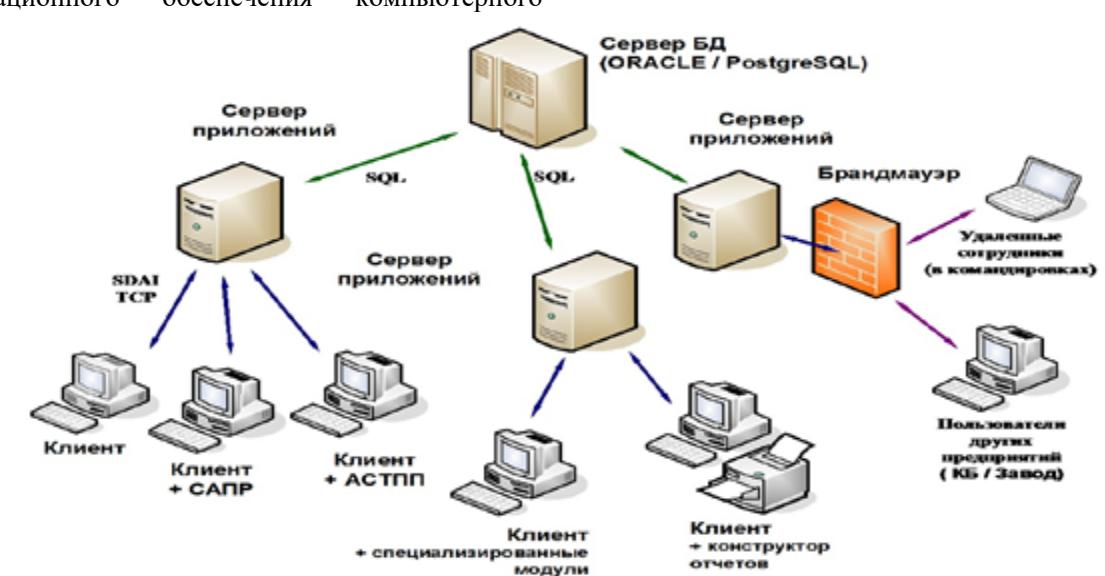 ационного обеспечения компьютерного
Сервер БД
(ORACLE / PostgreSQL)
Сервер
приложений
Сервер
приложений
SQL
SQL
Брандмауэр
Удаленные
сотрудники
(в командировках)
Сервер
приложений
SDAI
TCP
Клиент
Клиент
+ САПР
Клиент
+ АСТПП
Пользователи
других
предприятий
( КБ / Завод)
Клиент
+ специализированные
модули
Клиент
+ конструктор
отчетов